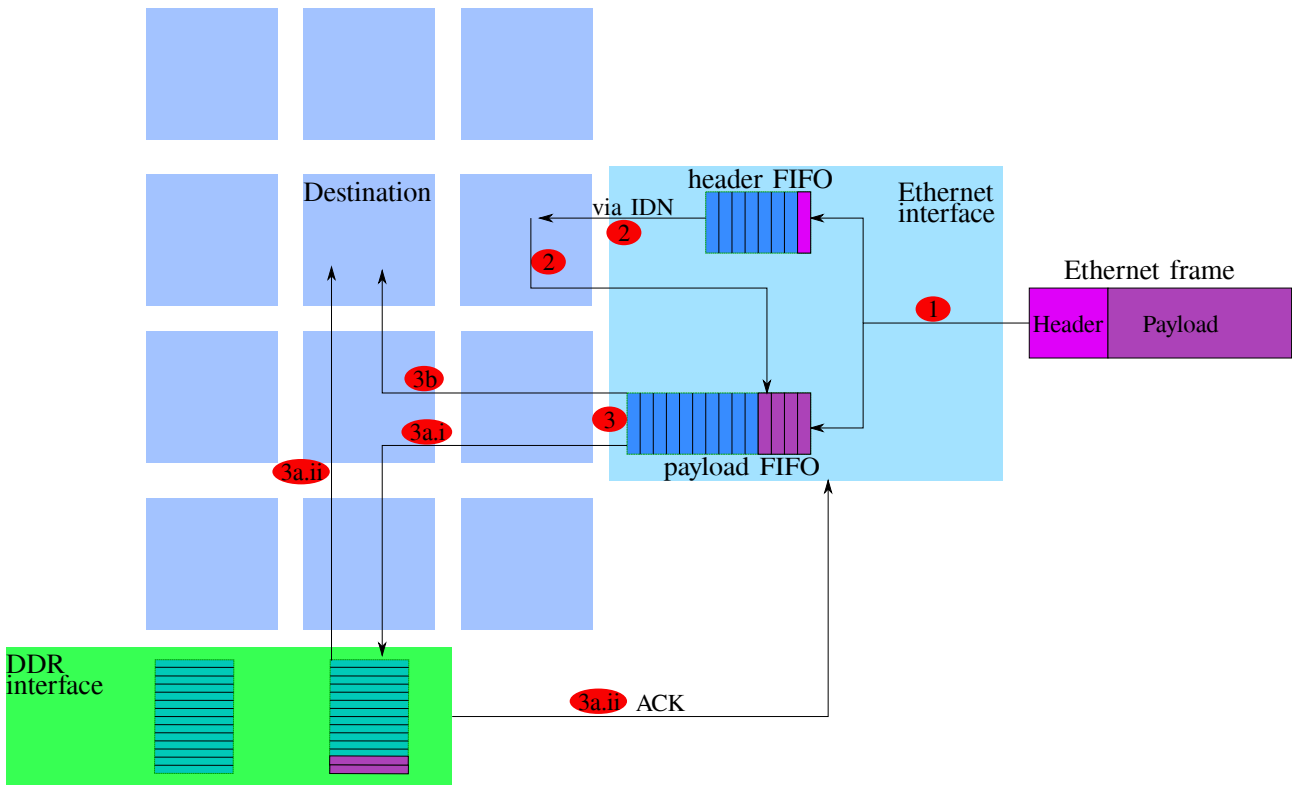 header FIFO
Ethernet
interface
Destination
via IDN
2
2
Ethernet frame
1
Header
Payload
3b
3
3a.i
payload FIFO
3a.ii
DDR
interface
3a.ii ACK